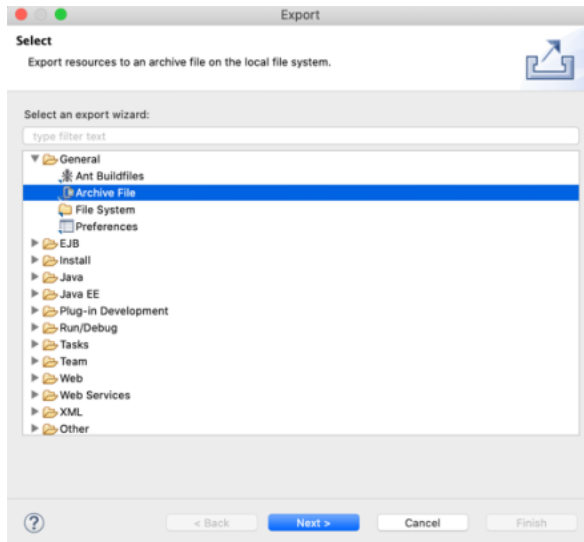 Export
Select
Export resources to an archive file on the local file system.
Select an export wizard:
type filter text
General
Ant Buildfiles
Archive File
File System
Preferences
EJB
Install
Java
Java EE
Plug-in Development
Run/Debug
Tasks
Team
Web
Web Services
XML
Other
? < Back Next > Cancel Finish